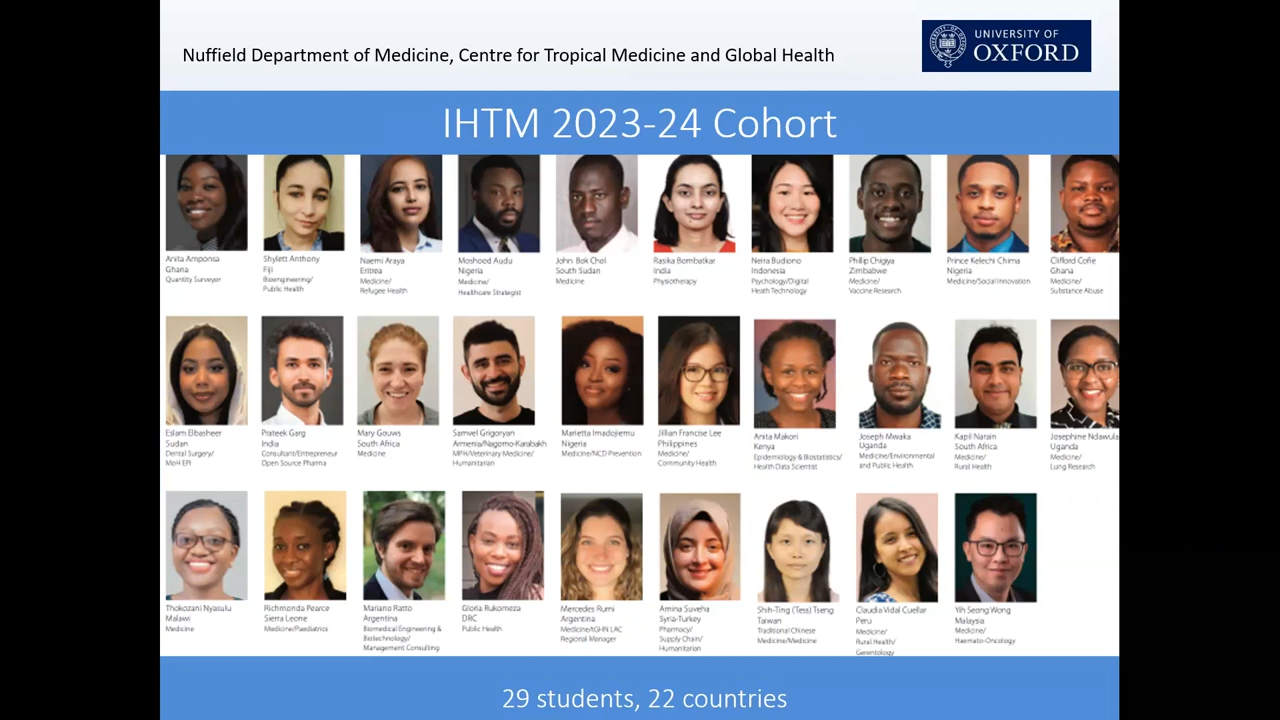 Nuffield Department of Medicine, Centre for Tropical Medicine and Global Health
UNIVERSITY OF
OXFORD
IHTM 2023-24 Cohort
Anita Amponsa
Ghana
Quantity Surveyor
Shylett Anthony
Fiji
Bioengineering/
Public Health
Naemi Araya
Eritrea
Medicine/
Refugee Health
Moshood Audu
Nigeria
Medicine/
Healthcare Strategist
John Bok Chol
South Sudan
Medicine
Rasika Bombatkar
India
Physiotherapy
Neira Budiono
Indonesia
Psychology/Digital
Heath Technology
Phillip Chigiya
Zimbabwe
Medicine/
Vaccine Research
Prince Kelechi Chima
Nigeria
Medicine/Social Innovation
Clifford Cofie
Ghana
Medicine/
Substance Abuse
Eslam Elbasheer
Sudan
Dental Surgery/
MoH EPI
Prateek Garg
India
Consultant/Entrepreneur
Open Source Pharma
Mary Gouws
South Africa
Medicine
Samvel Grigoryan
Armenia/Nagorno-Karabakh
MPH/Veterinary Medicine/
Humanitarian
Marietta Imadojiemu
Nigeria
Medicine/NCD Prevention
Jillian Francise Lee
Philippines
Medicine/
Community Health
Anita Makori
Kenya
Epidemiology & Biostatistics/
Health Data Scientist
Joseph Mwaka
Uganda
Medicine/Environmental
and Public Health
Kapil Narain
South Africa
Medicine/
Rural Health
Josephine Ndawula
Uganda
Medicine/
Lung Research
Thokozani Nyasulu
Malawi
Medicine
Richmonda Pearce
Sierra Leone
Medicine/Paediatrics
Mariano Ratto
Argentina
Biomedical Engineering &
Biotechnology/
Management Consulting
Gloria Rukomeza
DRC
Public Health
Mercedes Rumi
Argentina
Medicine/tGHN LAC
Regional Manager
Amina Suveha
Syria-Turkey
Pharmacy/
Supply Chain/
Humanitarian
Shih-Ting (Tess) Tseng
Taiwan
Traditional Chinese
Medicine/Medicine
Claudia Vidal Cuellar
Peru
Medicine/
Rural Health/
Gerontology
Yih Seong Wong
Malaysia
Medicine/
Haemato-Oncology
29 students, 22 countries